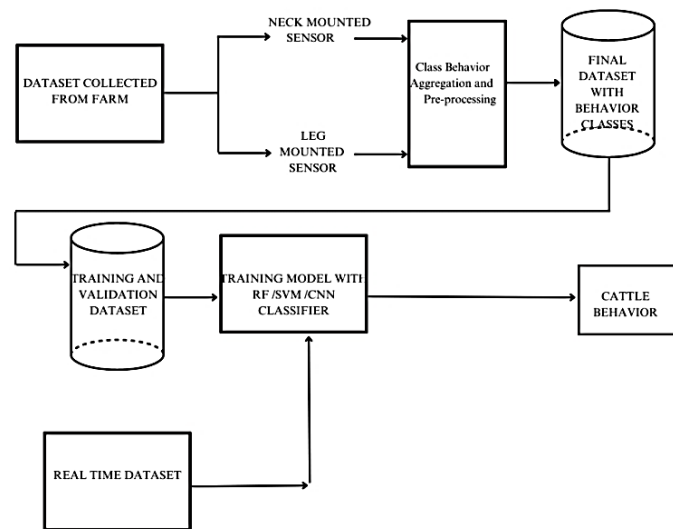 DATASET COLLECTED
FROM FARM
NECK MOUNTED
SENSOR
LEG
MOUNTED
SENSOR
Class Behavior
Aggregation and
Pre-processing
FINAL
DATASET
WITH
BEHAVIOR
CLASSES
TRAINING AND
VALIDATION
DATASET
TRAINING MODEL WITH
RF /SVM /CNN
CLASSIFIER
CATTLE
BEHAVIOR
REAL TIME DATASET